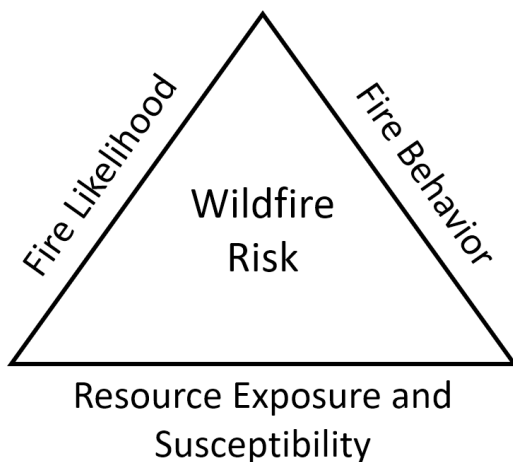 Fire Likelihood
Fire Behavior
Wildfire
Risk
Resource Exposure and
Susceptibility